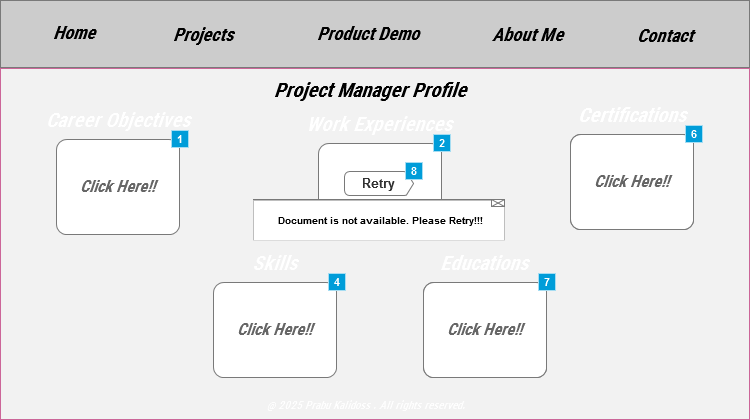 Home Projects Product Demo About Me Contact
Project Manager Profile
Career Objectives Work Experiences Certifications
1 2 6
8
Click Here!! Retry Click Here!!
Document is not available. Please Retry!!!
Skills Educations
4 7
Click Here!! Click Here!!
@ 2025 Prabu Kalidass . All rights reserved.